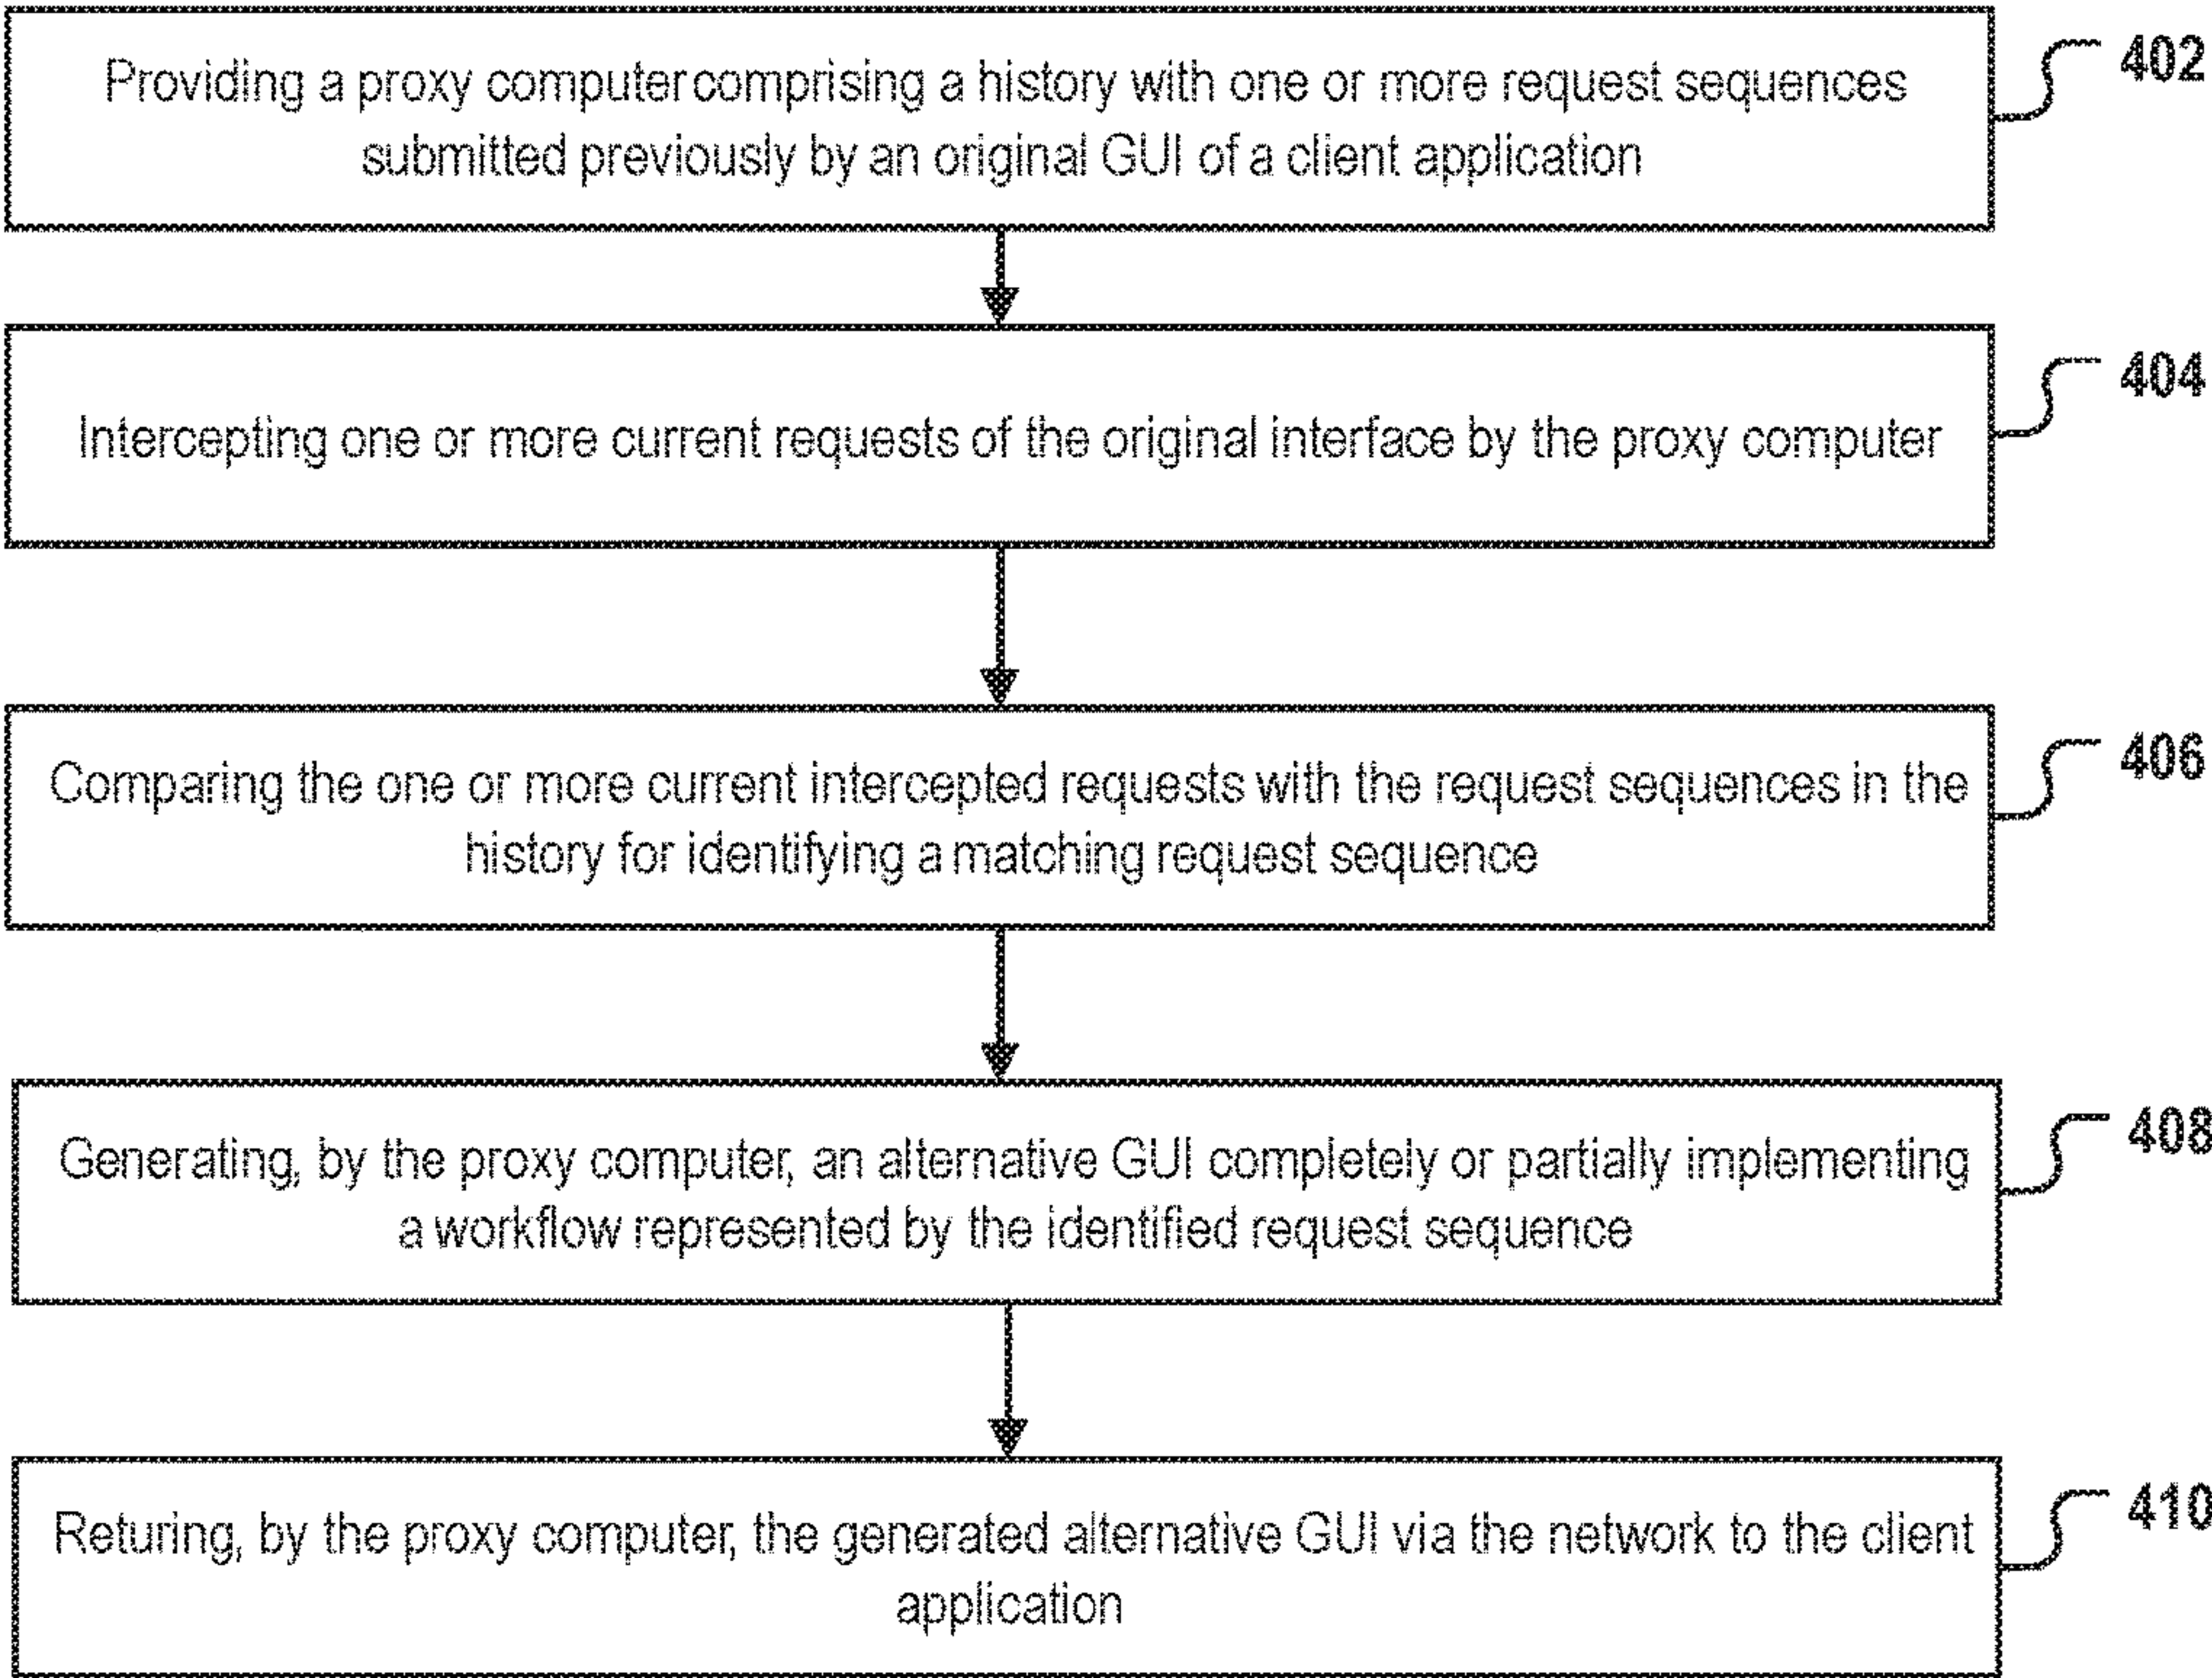 Providing a proxy computer comprising a history with one or more request sequences
submitted previously by an original GUI of a client application
402
Intercepting one or more current requests of the original interface by the proxy computer
404
Comparing the one or more current intercepted requests with the request sequences in the
history for identifying a matching request sequence
406
Generating, by the proxy computer, an alternative GUI completely or partially implementing
a workflow represented by the identified request sequence
408
Returing, by the proxy computer, the generated alternative GUI via the network to the client
application
410